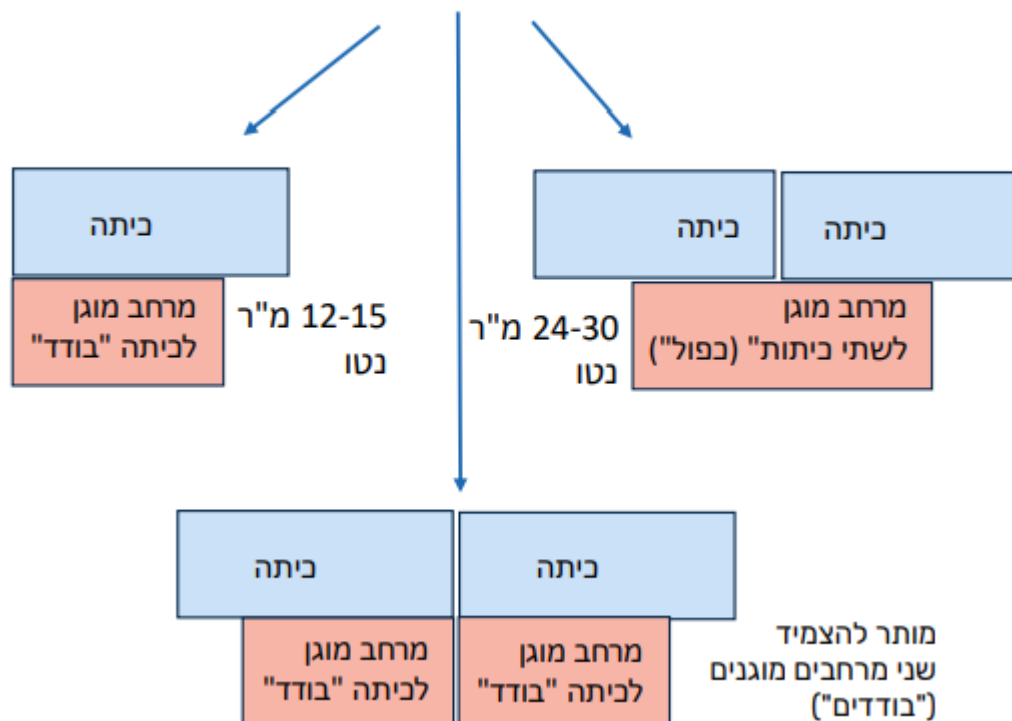 כיתה
כיתה
כיתה
מרחב מוגן
לשתי כיתות" (כפול")
24-30 מ"ר
נטו
מרחב מוגן
לכיתה "בודד"
12-15 מ"ר
נטו
כיתה
כיתה
מרחב מוגן
לכיתה "בודד"
מרחב מוגן
לכיתה "בודד"
מותר להצמיד
שני מרחבים מוגנים
("בודדים")